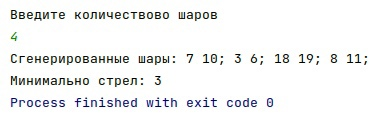 Введите количествово шаров
4
Сгенерированные шары: 7 10; 3 6; 18 19; 8 11;
Минимально стрел: 3
Process finished with exit code 0